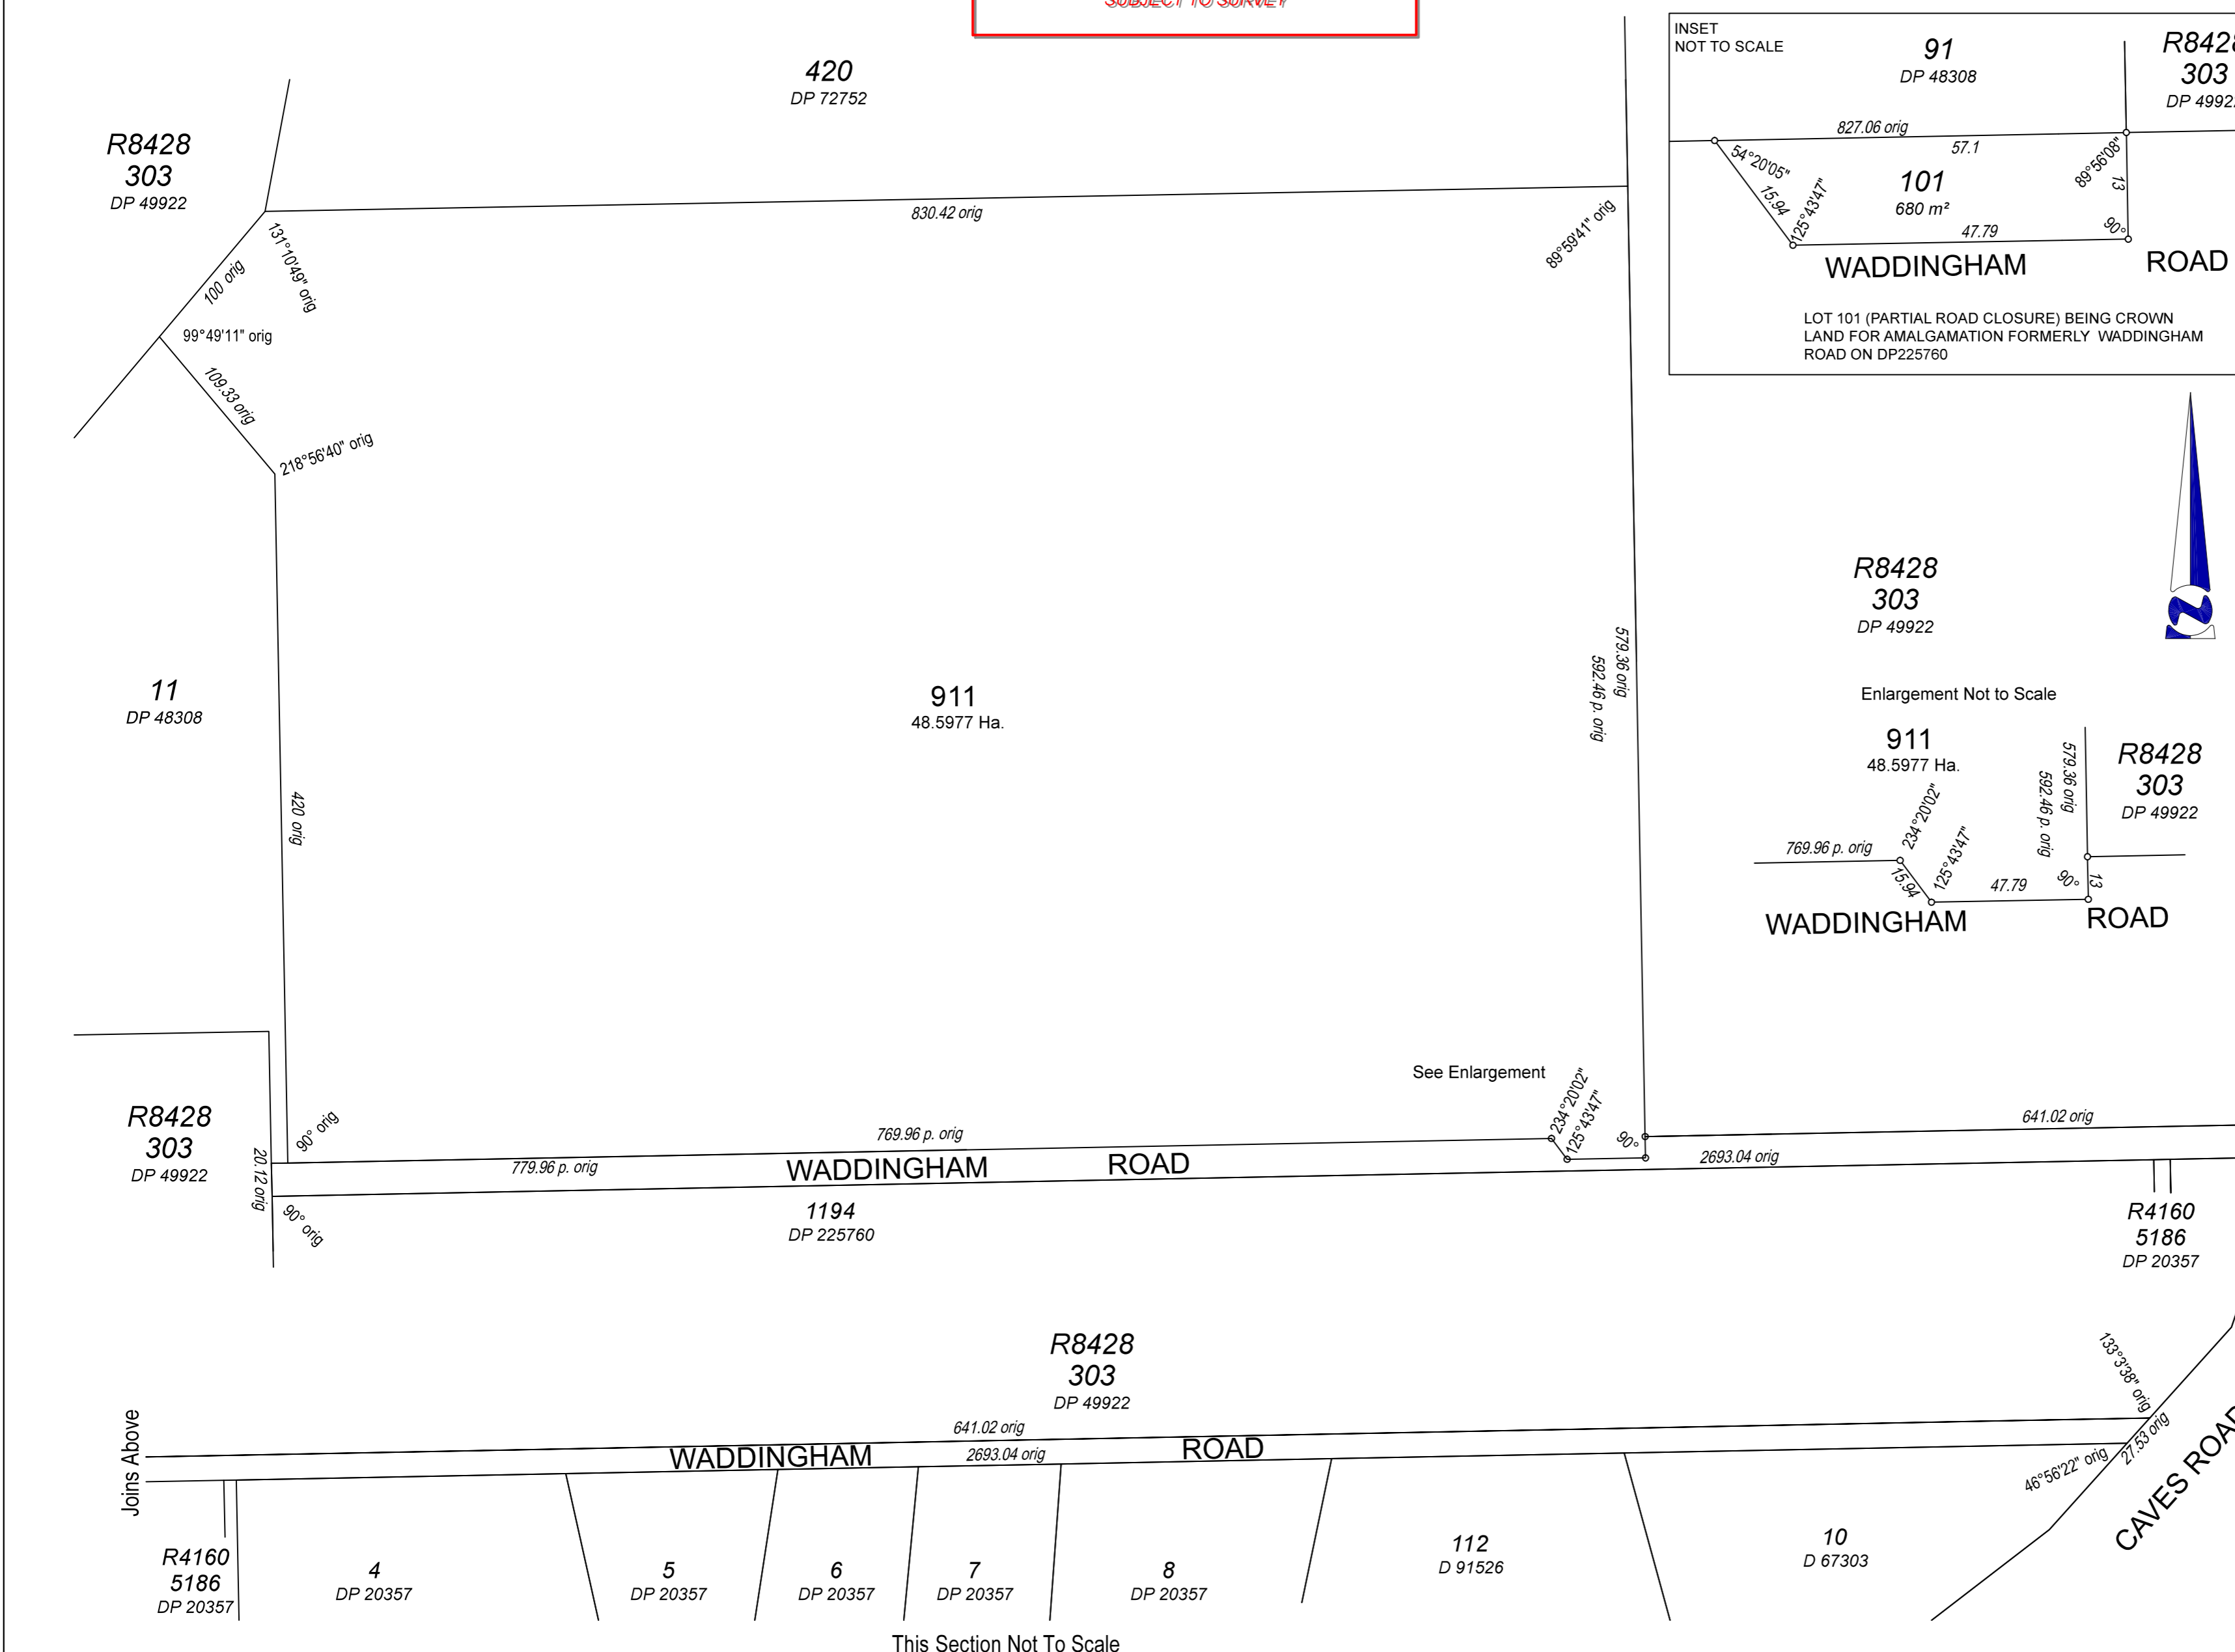 SUBJECT TO SURVEY
420
DP 72752
R8428
303
DP 49922
830.42 orig
131°10'49" orig
100 orig
99°49'11" orig
109.33 orig
218°56'40" orig
89°59'41" orig
INSET
NOT TO SCALE
91
DP 48308
R8428
303
DP 4992
827.06 orig
57.1
54°20'05"
15.94
125°43'47"
101
680 m²
89°56'08"
13
90°
47.79
WADDINGHAM ROAD
LOT 101 (PARTIAL ROAD CLOSURE) BEING CROWN
LAND FOR AMALGAMATION FORMERLY WADDINGHAM
ROAD ON DP225760
11
DP 48308
420 orig
911
48.5977 Ha.
579.36 orig
592.46 p. orig
R8428
303
DP 49922
Enlargement Not to Scale
911
48.5977 Ha.
579.36 orig
592.46 p. orig
R8428
303
DP 49922
769.96 p. orig
234°20'02"
15.94
125°43'47"
47.79
90°
13
WADDINGHAM ROAD
See Enlargement
234°20'02"
125°43'47"
90°
R8428
303
DP 49922
90° orig
20.12 orig
90° orig
769.96 p. orig
779.96 p. orig
WADDINGHAM ROAD
641.02 orig
2693.04 orig
1194
DP 225760
R4160
5186
DP 20357
R8428
303
DP 49922
Joins Above
641.02 orig
WADDINGHAM ROAD
2693.04 orig
133°3'38" orig
27.53 orig
46°56'22" orig
CAVES ROAD
R4160
5186
DP 20357
4
DP 20357
5
DP 20357
6
DP 20357
7
DP 20357
8
DP 20357
112
D 91526
10
D 67303
This Section Not To Scale